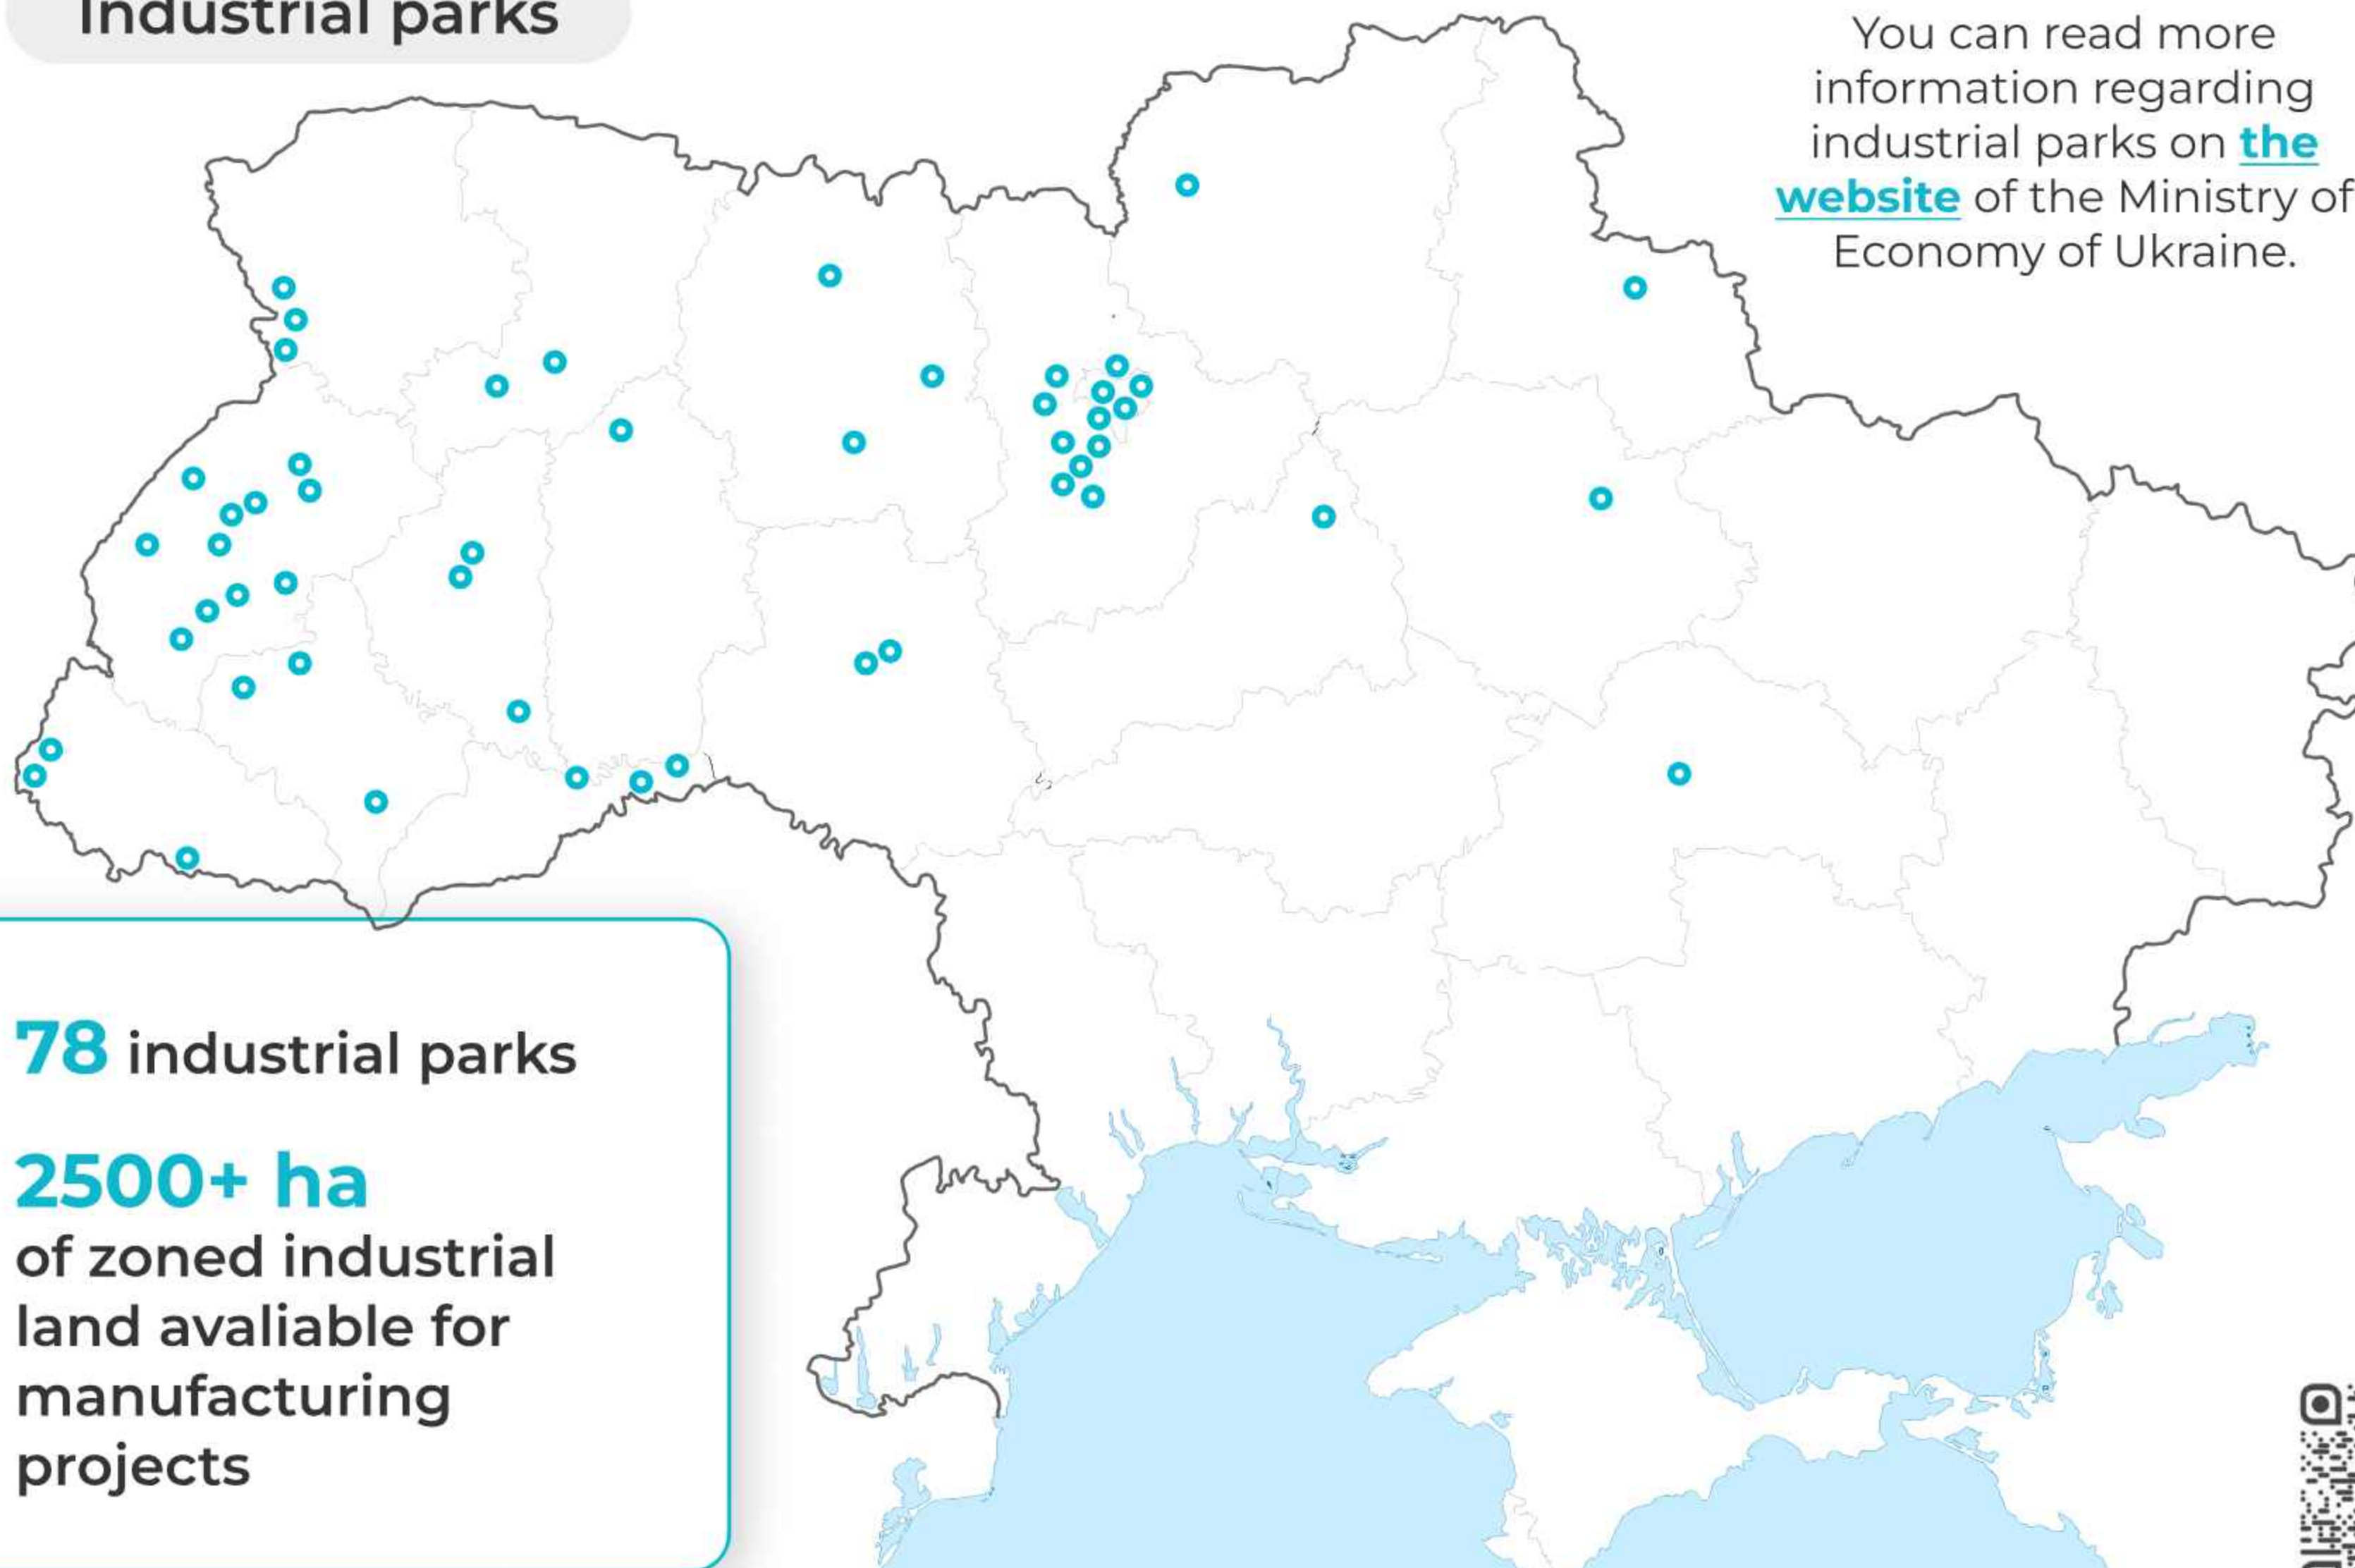 Industrial parks
You can read more
information regarding
industrial parks on the
website of the Ministry of
Economy of Ukraine.
78 industrial parks
2500+ ha
of zoned industrial
land avaliable for
manufacturing
projects